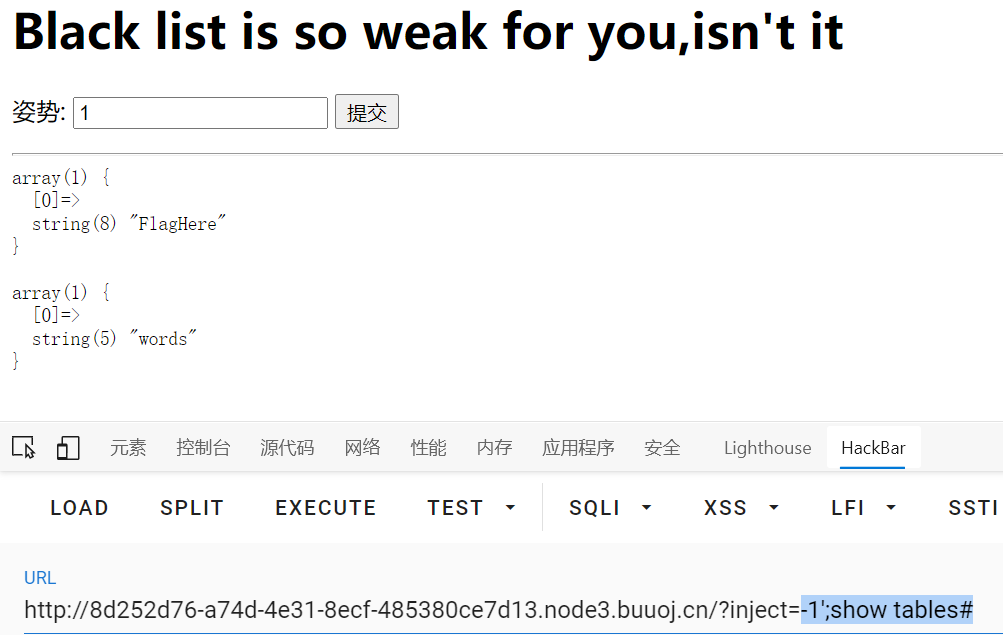 Black list is so weak for you,isn't it
姿势: 1 提交
array(1) {
  [0]=>
  string(8) "FlagHere"
}
array(1) {
  [0]=>
  string(5) "words"
}
元素 控制台 源代码 网络 性能 内存 应用程序 安全 Lighthouse HackBar
LOAD SPLIT EXECUTE TEST SQLI XSS LFI SSTI
URL
http://8d252d76-a74d-4e31-8ecf-485380ce7d13.node3.buuoj.cn/?inject=-1';show tables#